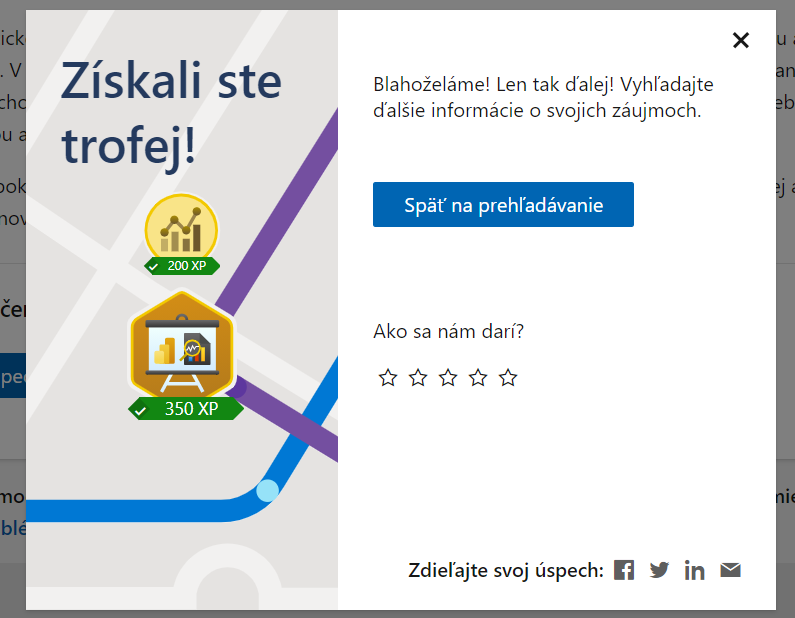 Získali ste
trofej!
200 XP
350 XP
Blahoželáme! Len tak ďalej! Vyhľadajte
ďalšie informácie o svojich záujmoch.
Späť na prehľadávanie
Ako sa nám darí?
Zdieľajte svoj úspech: